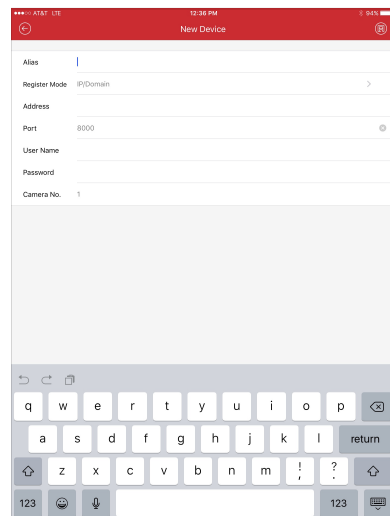 AT&T LTE 12:36 PM 94%
New Device
Alias
Register Mode IP/Domain
Address
Port 8000
User Name
Password
Camera No. 1
q w e r t y u i o p
a s d f g h j k l return
z x c v b n m ! , ? .
123 123